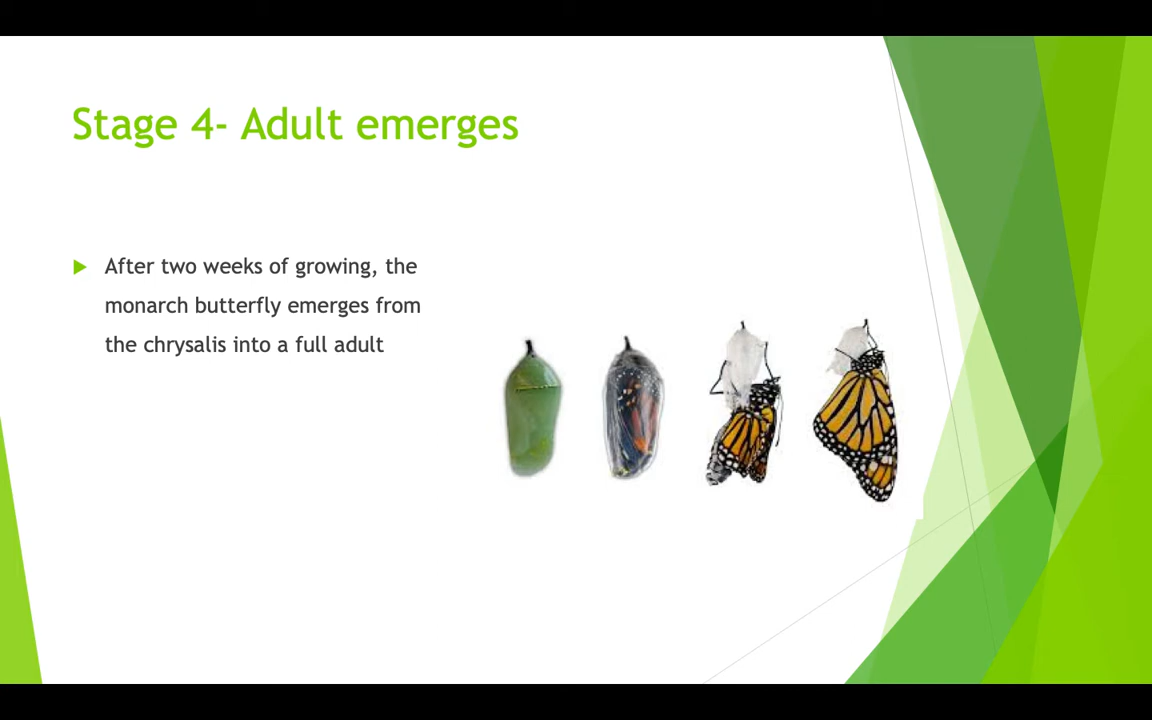 Stage 4- Adult emerges
After two weeks of growing, the
monarch butterfly emerges from
the chrysalis into a full adult